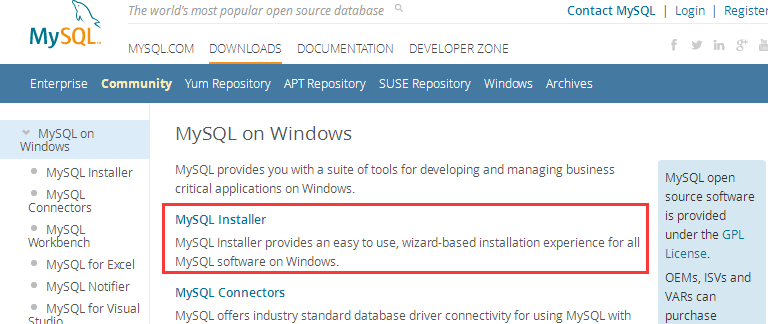 The world's most popular open source database
Contact MySQL | Login | Register
MySQL
MYSQL.COM DOWNLOADS DOCUMENTATION DEVELOPER ZONE
Enterprise Community Yum Repository APT Repository SUSE Repository Windows Archives
MySQL on
Windows
MySQL Installer
MySQL
Connectors
MySQL
Workbench
MySQL for Excel
MySQL Notifier
MySQL for Visual
Studio
MySQL on Windows
MySQL provides you with a suite of tools for developing and managing business
critical applications on Windows.
MySQL Installer
MySQL Installer provides an easy to use, wizard-based installation experience for all
MySQL software on Windows.
MySQL Connectors
MySQL offers industry standard database driver connectivity for using MySQL with
MySQL open
source software
is provided
under the GPL
License.
OEMs, ISVs and
VARs can
purchase